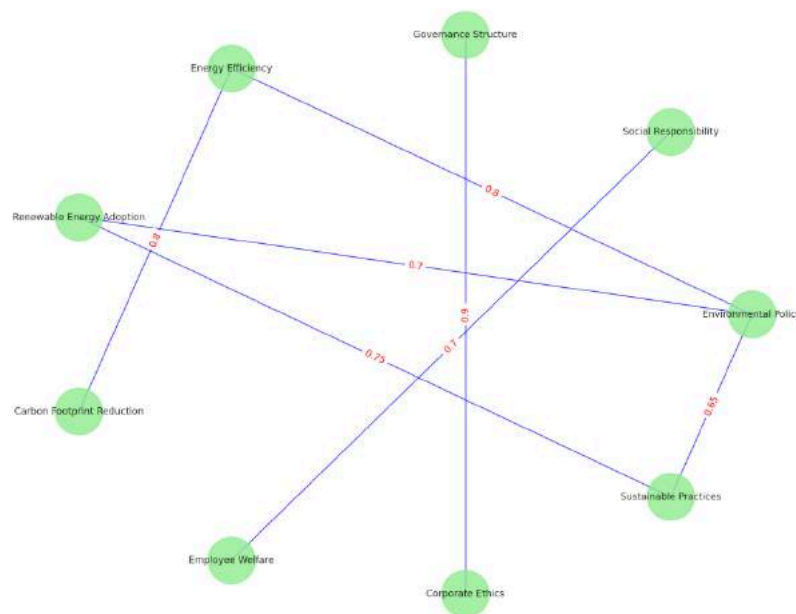 Governance Structure
Energy Efficiency
Social Responsibility
0.8
Renewable Energy Adoption
0.8
0.7
0.9
Environmental Polic
0.7
0.75
0.65
Carbon Footprint Reduction
Sustainable Practices
Employee Welfare
Corporate Ethics